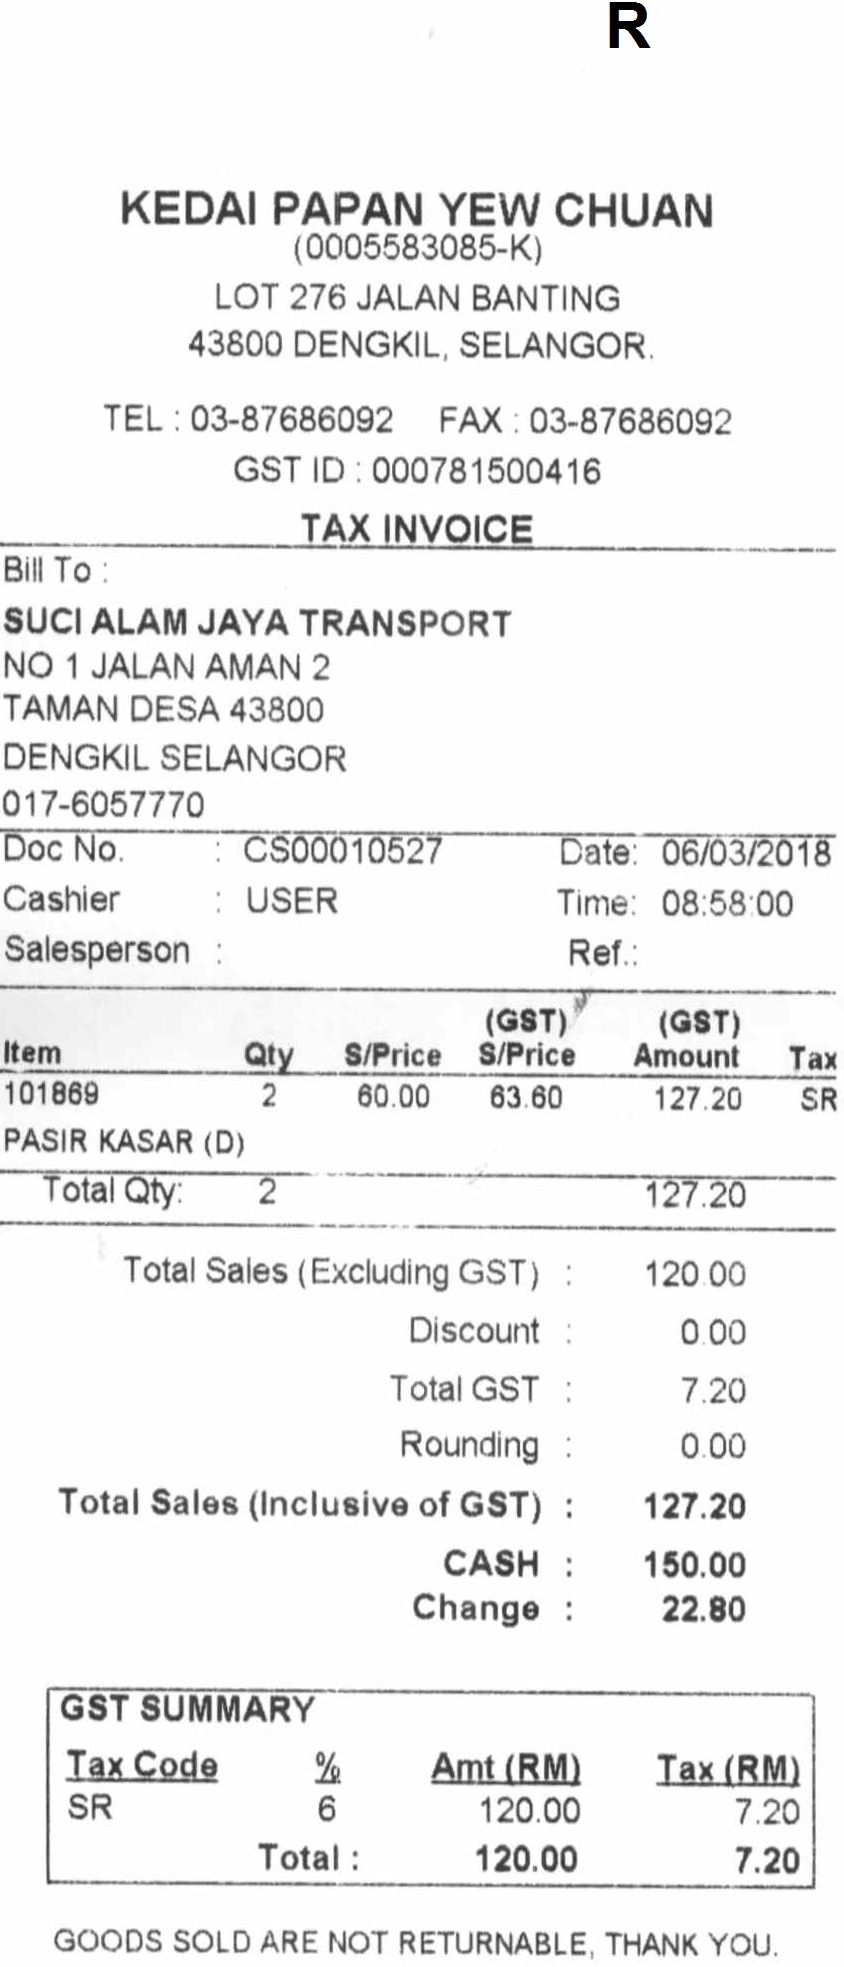 R
KEDAI PAPAN YEW CHUAN
(0005583085-K)
LOT 276 JALAN BANTING
43800 DENGKIL, SELANGOR.
TEL : 03-87686092 FAX : 03-87686092
GST ID : 000781500416
TAX INVOICE
Bill To :
SUCI ALAM JAYA TRANSPORT
NO 1 JALAN AMAN 2
TAMAN DESA 43800
DENGKIL SELANGOR
017-6057770
Doc No. : CS00010527 Date: 06/03/2018
Cashier : USER Time: 08:58:00
Salesperson : Ref.:
(GST) (GST)
Item Qty S/Price S/Price Amount Tax
101869 2 60.00 63.60 127.20 SR
PASIR KASAR (D)
Total Qty: 2 127.20
Total Sales (Excluding GST) : 120.00
Discount : 0.00
Total GST : 7.20
Rounding : 0.00
Total Sales (Inclusive of GST) : 127.20
CASH : 150.00
Change : 22.80
GST SUMMARY
Tax Code % Amt (RM) Tax (RM)
SR 6 120.00 7.20
Total : 120.00 7.20
GOODS SOLD ARE NOT RETURNABLE, THANK YOU.